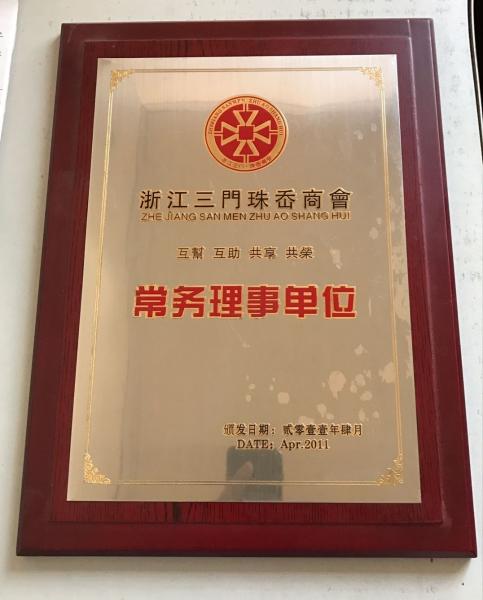 浙江三門珠岙商會
ZHE JIANG SAN MEN ZHU AO SHANG HUI
互幫 互助 共享 共榮
常务理事单位
颁发日期：贰零壹壹年肆月
DATE: Apr.2011